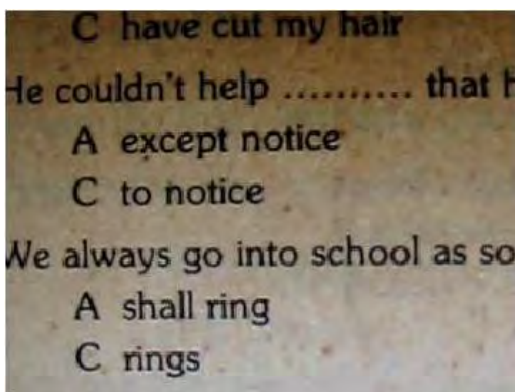 C have cut my hair
He couldn't help .......... that h
A except notice
C to notice
We always go into school as so
A shall ring
C rings